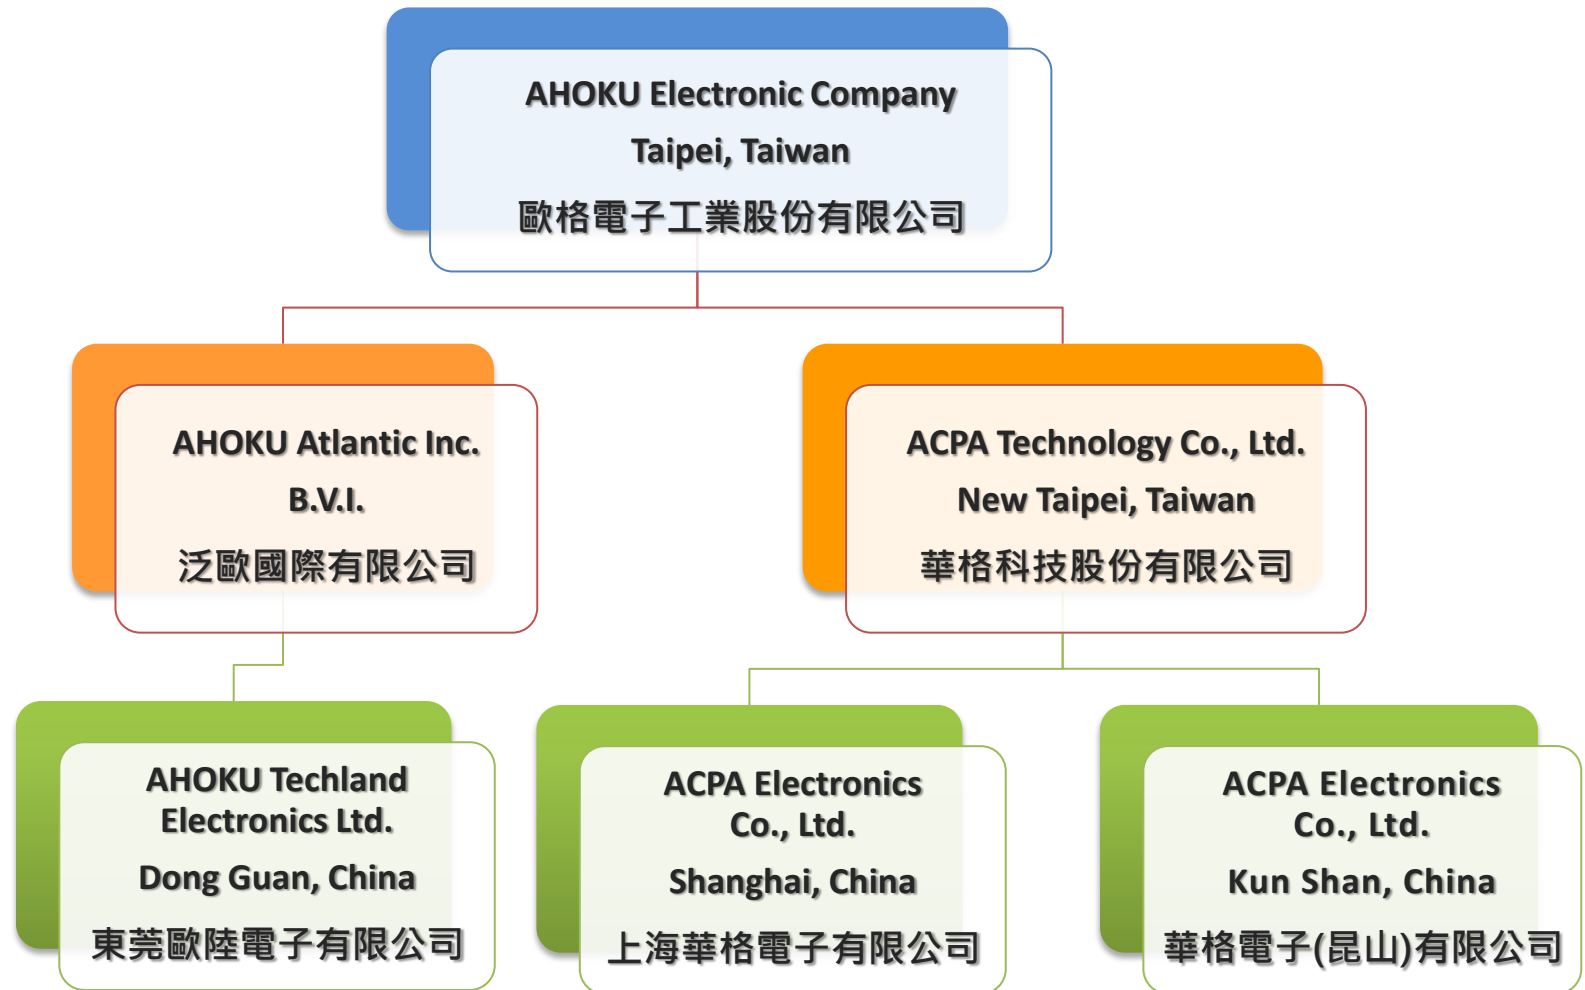 AHOKU Electronic Company
Taipei, Taiwan
歐格電子工業股份有限公司
AHOKU Atlantic Inc.
B.V.I.
泛歐國際有限公司
ACPA Technology Co., Ltd.
New Taipei, Taiwan
華格科技股份有限公司
AHOKU Techland
Electronics Ltd.
Dong Guan, China
東莞歐陸電子有限公司
ACPA Electronics
Co., Ltd.
Shanghai, China
上海華格電子有限公司
ACPA Electronics
Co., Ltd.
Kun Shan, China
華格電子(昆山)有限公司